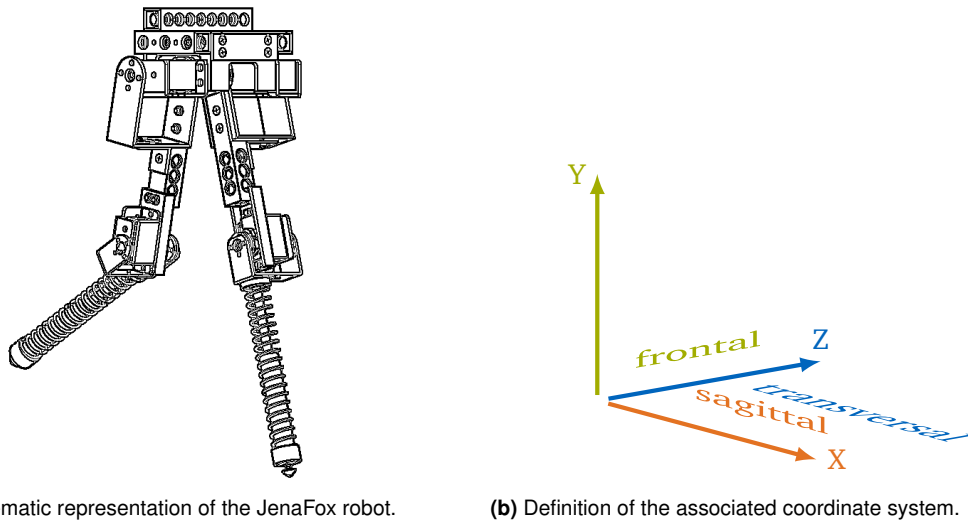 Y
frontal
Z
transversal
sagittal
X
matic representation of the JenaFox robot.
(b) Definition of the associated coordinate system.